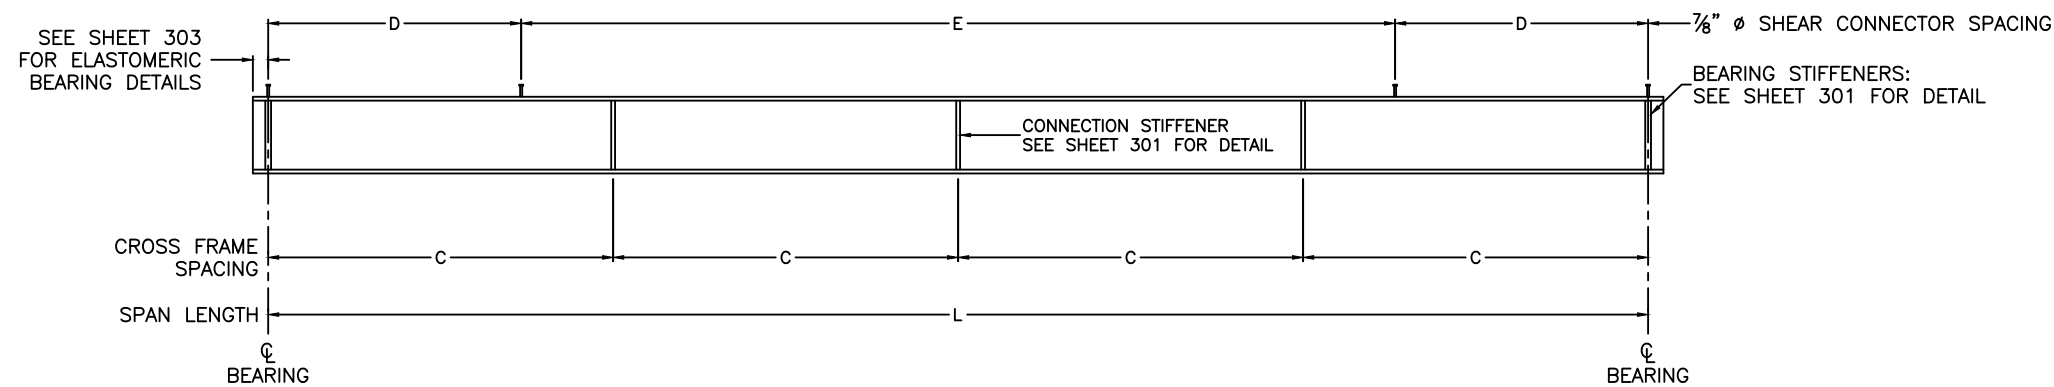 D
E
D
⅞" ø SHEAR CONNECTOR SPACING
SEE SHEET 303
FOR ELASTOMERIC
BEARING DETAILS
BEARING STIFFENERS:
SEE SHEET 301 FOR DETAIL
CONNECTION STIFFENER
SEE SHEET 301 FOR DETAIL
CROSS FRAME
SPACING
C
C
C
C
SPAN LENGTH
L
℄
BEARING
℄
BEARING